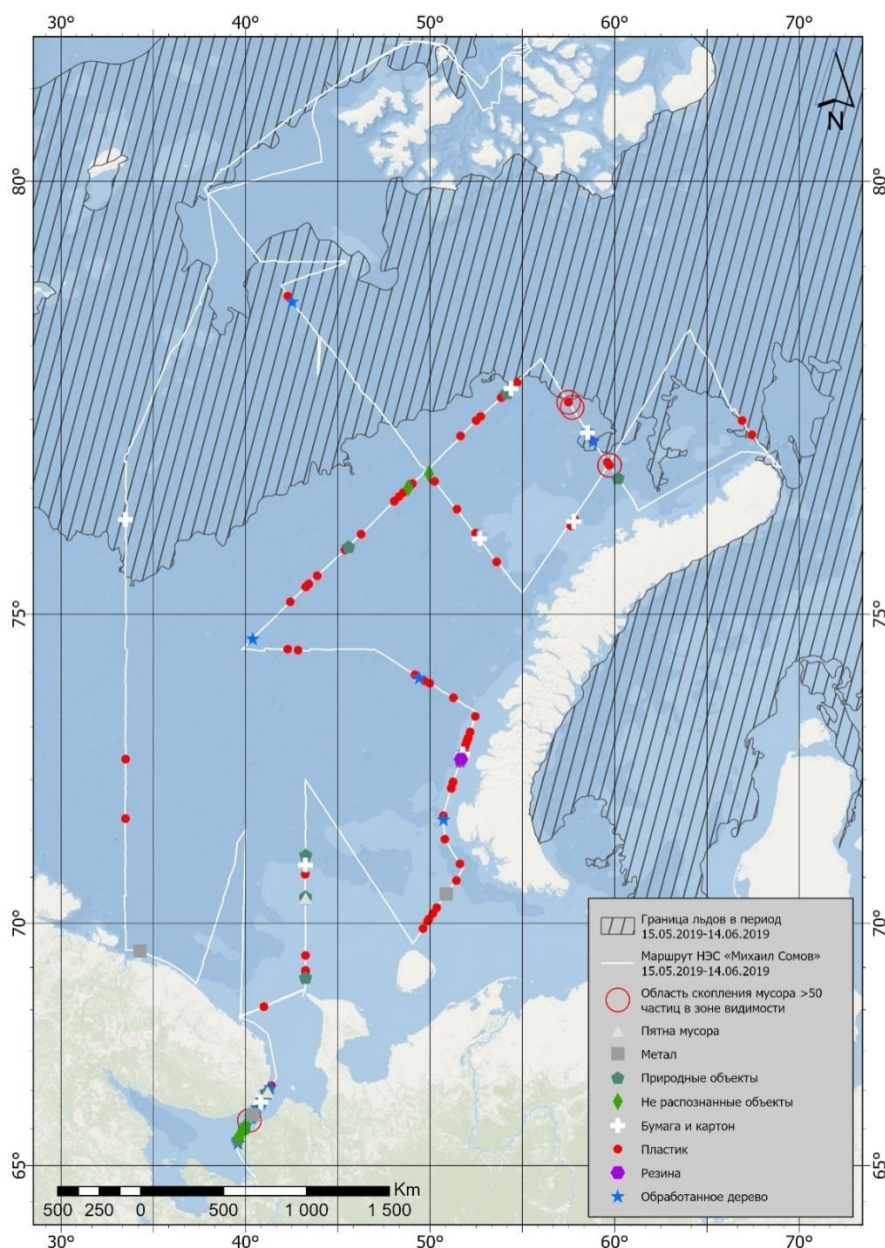 30° 40° 50° 60° 70°
N
80° 80°
75° 75°
70° 70°
65° 65°
Граница льдов в период
15.05.2019-14.06.2019
Маршрут НЭС «Михаил Сомов»
15.05.2019-14.06.2019
Область скопления мусора >50
частиц в зоне видимости
Пятна мусора
Метал
Природные объекты
Не распознанные объекты
Бумага и картон
Пластик
Резина
Обработанное дерево
Km
500 250 0 500 1 000 1 500
30° 40° 50° 60° 70°